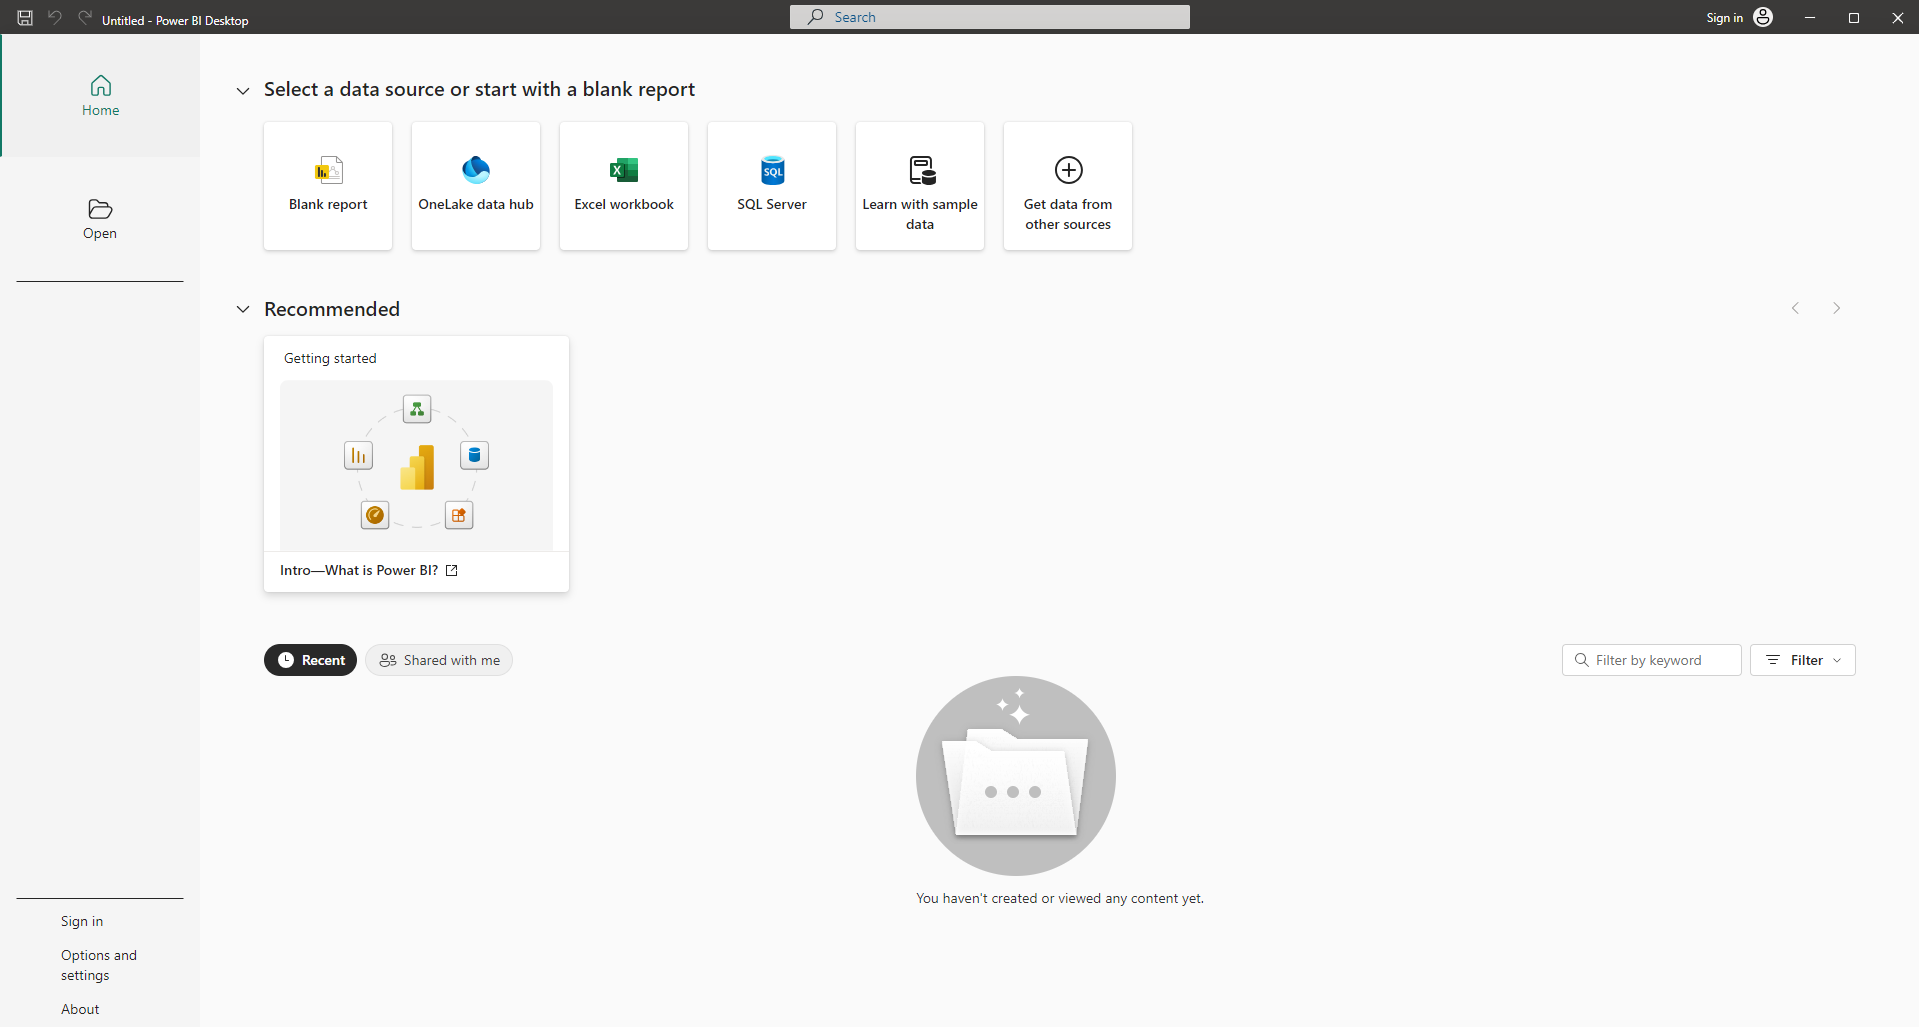 Untitled - Power BI Desktop
Search
Sign in
Home
Open
Select a data source or start with a blank report
Blank report
OneLake data hub
Excel workbook
SQL
SQL Server
Learn with sample
data
Get data from
other sources
Recommended
Getting started
Intro—What is Power BI?
Recent
Shared with me
Filter by keyword
Filter
You haven't created or viewed any content yet.
Sign in
Options and
settings
About